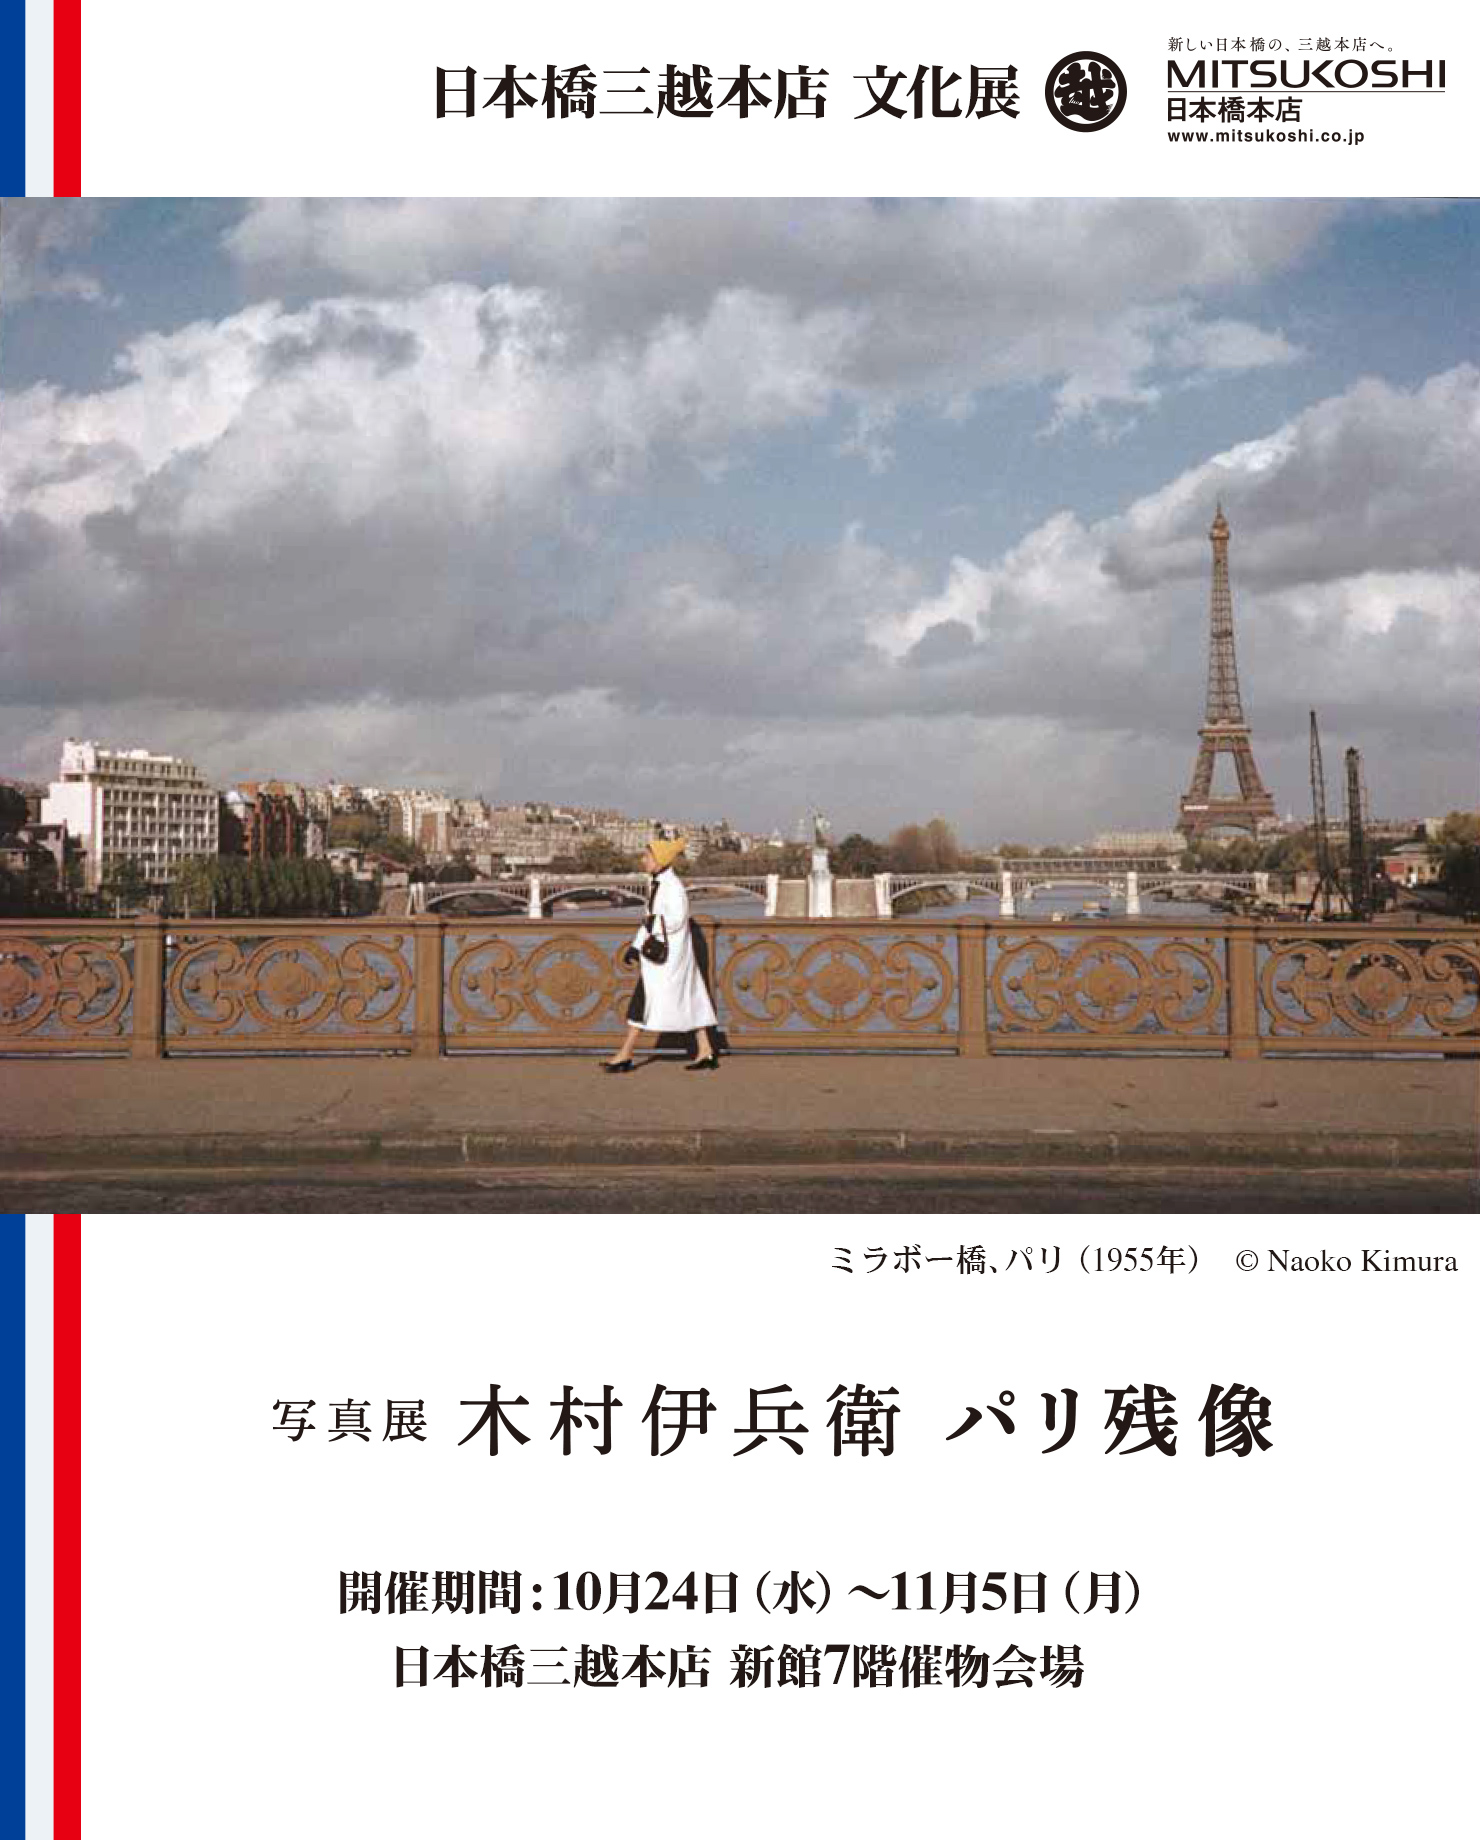 日本橋三越本店 文化展
越
新しい日本橋の、三越本店へ。
MITSUKOSHI
日本橋本店
www.mitsukoshi.co.jp
ミラボー橋、パリ（1955年） © Naoko Kimura
写真展 木村伊兵衛 パリ残像
開催期間：10月24日（水）～11月5日（月）
日本橋三越本店 新館7階催物会場